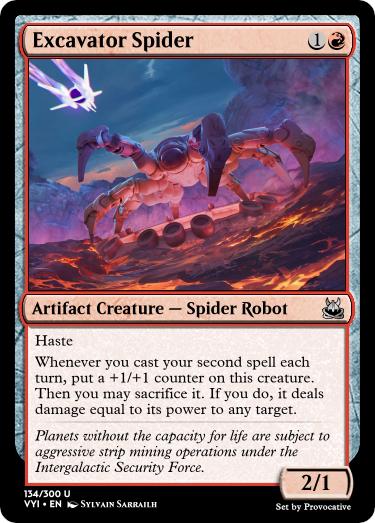 Excavator Spider
1
Artifact Creature — Spider Robot
Haste
Whenever you cast your second spell each
turn, put a +1/+1 counter on this creature.
Then you may sacrifice it. If you do, it deals
damage equal to its power to any target.
Planets without the capacity for life are subject to
aggressive strip mining operations under the
Intergalactic Security Force.
2/1
134/300 U
VYI • EN Sylvain Sarrailh
Set by Provocative